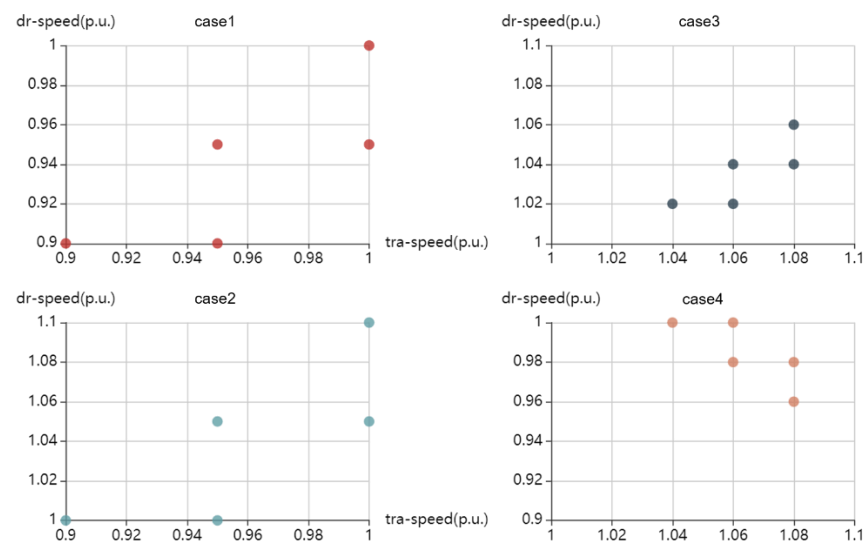 dr-speed(p.u.) case1
1
0.98
0.96
0.94
0.92
0.9
0.9 0.92 0.94 0.96 0.98 1
tra-speed(p.u.)
dr-speed(p.u.) case3
1.1
1.08
1.06
1.04
1.02
1
1 1.02 1.04 1.06 1.08 1.1
dr-speed(p.u.) case2
1.1
1.08
1.06
1.04
1.02
1
0.9 0.92 0.94 0.96 0.98 1
tra-speed(p.u.)
dr-speed(p.u.) case4
1
0.98
0.96
0.94
0.92
0.9
1 1.02 1.04 1.06 1.08 1.1